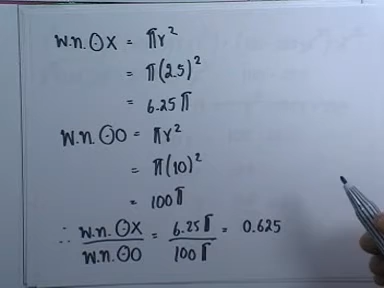 พ.ท. ⊙X = πr²
= π(2.5)²
= 6.25π
พ.ท. ⊙O = πr²
= π(10)²
= 100π
∴ พ.ท. ⊙X / พ.ท. ⊙O = 6.25π / 100π = 0.625